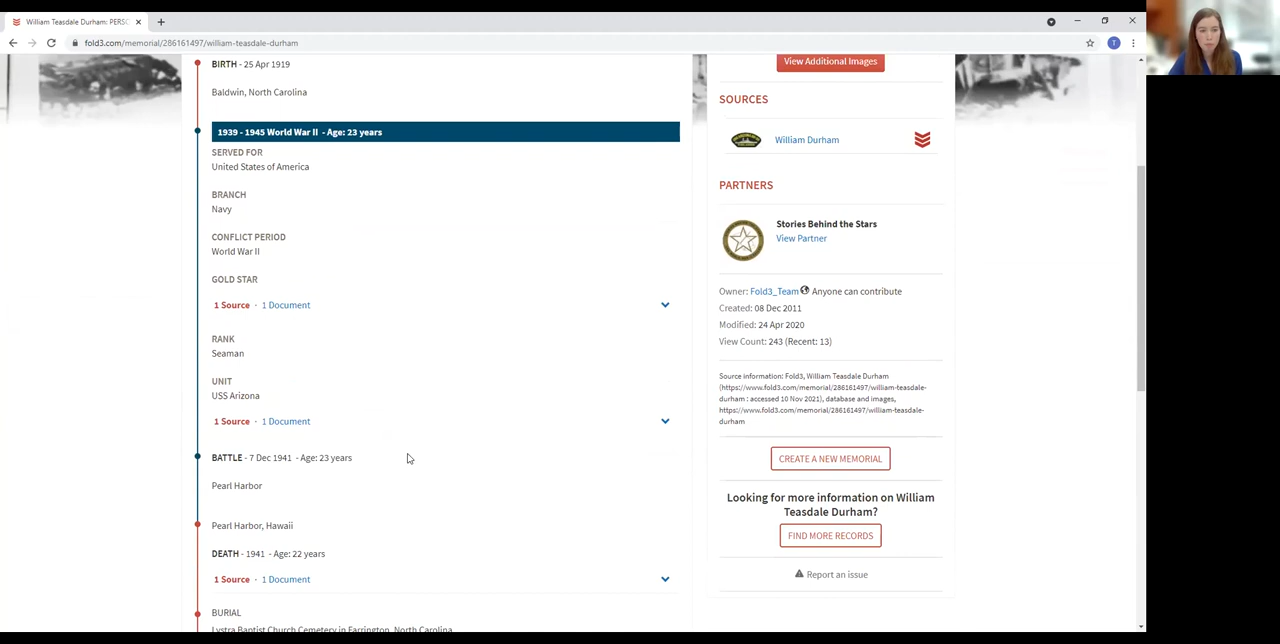 William Teasdale Durham: PERSO
fold3.com/memorial/286161497/william-teasdale-durham
T
BIRTH - 25 Apr 1919
Baldwin, North Carolina
1939 - 1945 World War II - Age: 23 years
SERVED FOR
United States of America
BRANCH
Navy
CONFLICT PERIOD
World War II
GOLD STAR
1 Source · 1 Document
RANK
Seaman
UNIT
USS Arizona
1 Source · 1 Document
BATTLE - 7 Dec 1941 - Age: 23 years
Pearl Harbor
Pearl Harbor, Hawaii
DEATH - 1941 - Age: 22 years
1 Source · 1 Document
BURIAL
Lystra Baptist Church Cemetery in Farrington, North Carolina
View Additional Images
SOURCES
William Durham
PARTNERS
Stories Behind the Stars
View Partner
Owner: Fold3_Team Anyone can contribute
Created: 08 Dec 2011
Modified: 24 Apr 2020
View Count: 243 (Recent: 13)
Source information: Fold3, William Teasdale Durham
(https://www.fold3.com/memorial/286161497/william-teasdale-
durham : accessed 10 Nov 2021), database and images,
https://www.fold3.com/memorial/286161497/william-teasdale-
durham
CREATE A NEW MEMORIAL
Looking for more information on William
Teasdale Durham?
FIND MORE RECORDS
Report an issue